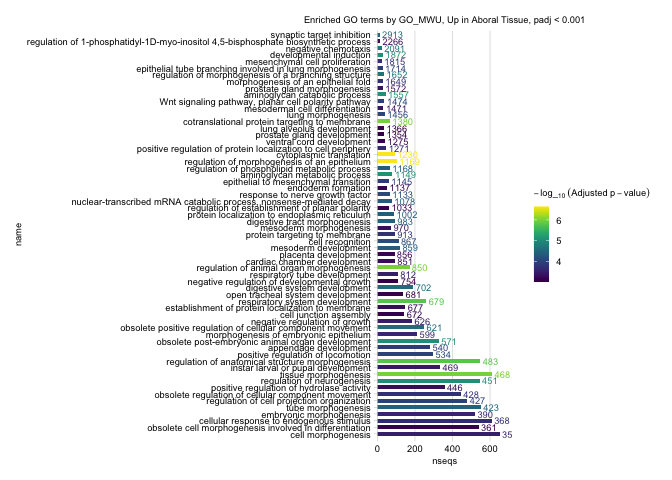 Enriched GO terms by GO_MWU, Up in Aboral Tissue, padj < 0.001
synaptic target inhibition 2913
regulation of 1-phosphatidyl-1D-myo-inositol 4,5-bisphosphate biosynthetic process 2266
negative chemotaxis 2091
developmental induction 1872
mesenchymal cell proliferation 1815
epithelial tube branching involved in lung morphogenesis 1714
regulation of morphogenesis of a branching structure 1652
morphogenesis of an epithelial fold 1649
prostate gland morphogenesis 1572
aminoglycan catabolic process 1557
Wnt signaling pathway, planar cell polarity pathway 1474
mesodermal cell differentiation 1471
lung morphogenesis 1456
cotranslational protein targeting to membrane 1380
lung alveolus development 1366
prostate gland development 1354
ventral cord development 1275
positive regulation of protein localization to cell periphery 1271
cytoplasmic translation
regulation of morphogenesis of an epithelium
regulation of phospholipid metabolic process 1168
aminoglycan metabolic process 1149
epithelial to mesenchymal transition 1145
endoderm formation 1137
response to nerve growth factor 1133
nuclear-transcribed mRNA catabolic process, nonsense-mediated decay 1078
regulation of establishment of planar polarity 1033
protein localization to endoplasmic reticulum 1002
digestive tract morphogenesis 983
mesoderm morphogenesis 970
protein targeting to membrane 913
cell recognition 867
mesoderm development 859
placenta development 856
cardiac chamber development 851
regulation of animal organ morphogenesis 850
respiratory tube development 812
negative regulation of developmental growth 754
digestive system development 702
open tracheal system development 681
respiratory system development 679
establishment of protein localization to membrane 677
cell junction assembly 672
negative regulation of growth 626
obsolete positive regulation of cellular component movement 621
morphogenesis of embryonic epithelium 599
obsolete post-embryonic animal organ development 571
appendage development 540
positive regulation of locomotion 534
regulation of anatomical structure morphogenesis 483
instar larval or pupal development 469
tissue morphogenesis 468
regulation of neurogenesis 451
positive regulation of hydrolase activity 446
obsolete regulation of cellular component movement 428
regulation of cell projection organization 427
tube morphogenesis 423
embryonic morphogenesis 390
cellular response to endogenous stimulus 368
obsolete cell morphogenesis involved in differentiation 361
cell morphogenesis 35
0 200 400 600
nseqs
name
−log_10 (Adjusted p−value)
6
5
4